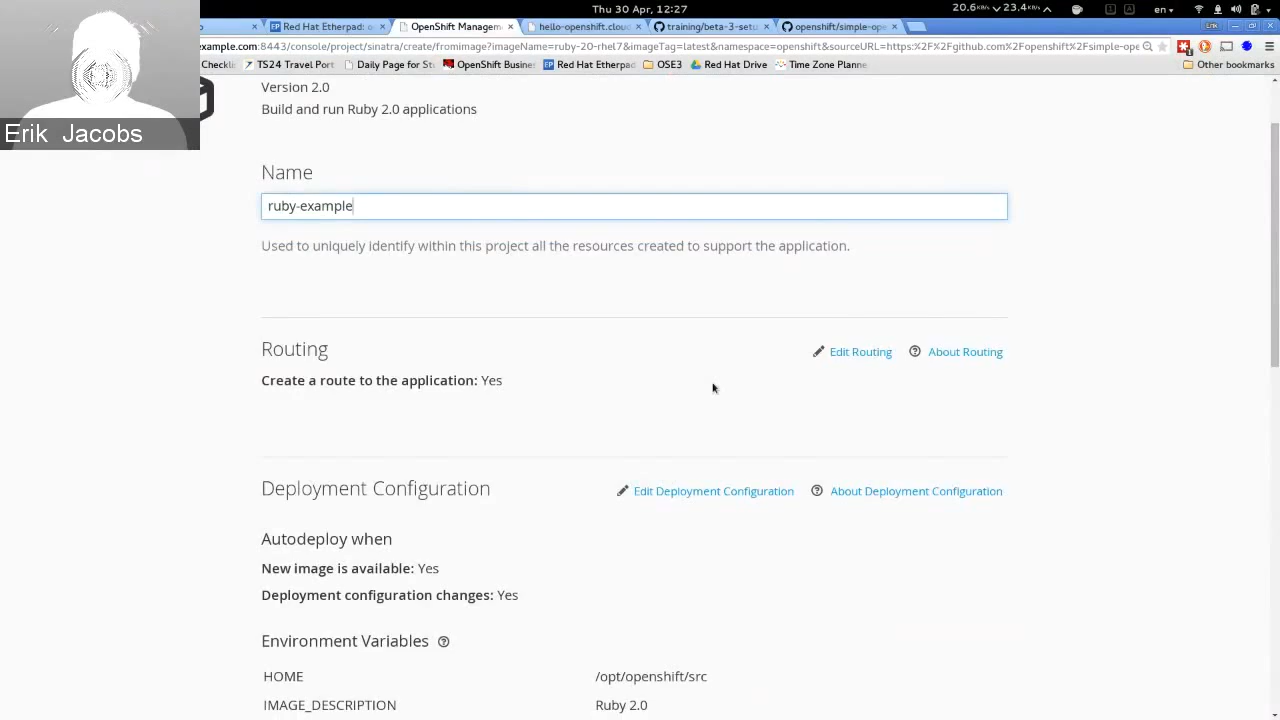 Thu 30 Apr, 12:27
20.6kB/s 23.4kB/s
en
Red Hat Etherpad: o
OpenShift Managem
hello-openshift.cloud
training/beta-3-setu
openshift/simple-ope
example.com:8443/console/project/sinatra/create/fromimage?imageName=ruby-20-rhel7&imageTag=latest&namespace=openshift&sourceURL=https:%2F%2Fgithub.com%2Fopenshift%2Fsimple-ope
Checkli
TS24 Travel Port
Daily Page for St
OpenShift Busine
Red Hat Etherpad
OSE3
Red Hat Drive
Time Zone Planne
Other bookmarks
Erik Jacobs
Version 2.0
Build and run Ruby 2.0 applications
Name
ruby-example
Used to uniquely identify within this project all the resources created to support the application.
Routing
Edit Routing
About Routing
Create a route to the application: Yes
Deployment Configuration
Edit Deployment Configuration
About Deployment Configuration
Autodeploy when
New image is available: Yes
Deployment configuration changes: Yes
Environment Variables
HOME
/opt/openshift/src
IMAGE_DESCRIPTION
Ruby 2.0